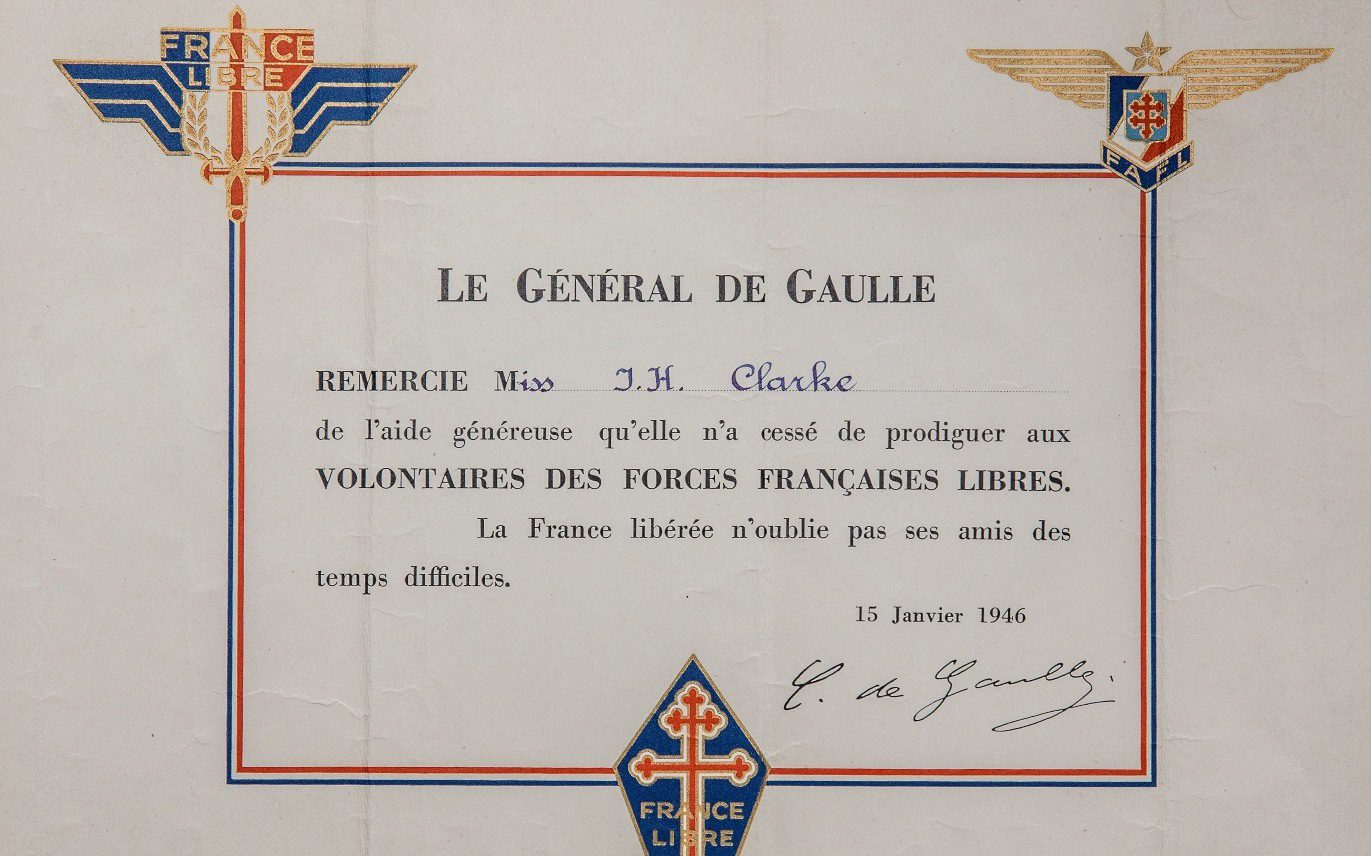 FRANCE
LIBRE
FAFL
LE GÉNÉRAL DE GAULLE
REMERCIE Miss J.H. Clarke
de l'aide généreuse qu'elle n'a cessé de prodiguer aux
VOLONTAIRES DES FORCES FRANÇAISES LIBRES.
La France libérée n'oublie pas ses amis des
temps difficiles.
15 Janvier 1946
C. de Gaulle.
FRANCE
LIBRE